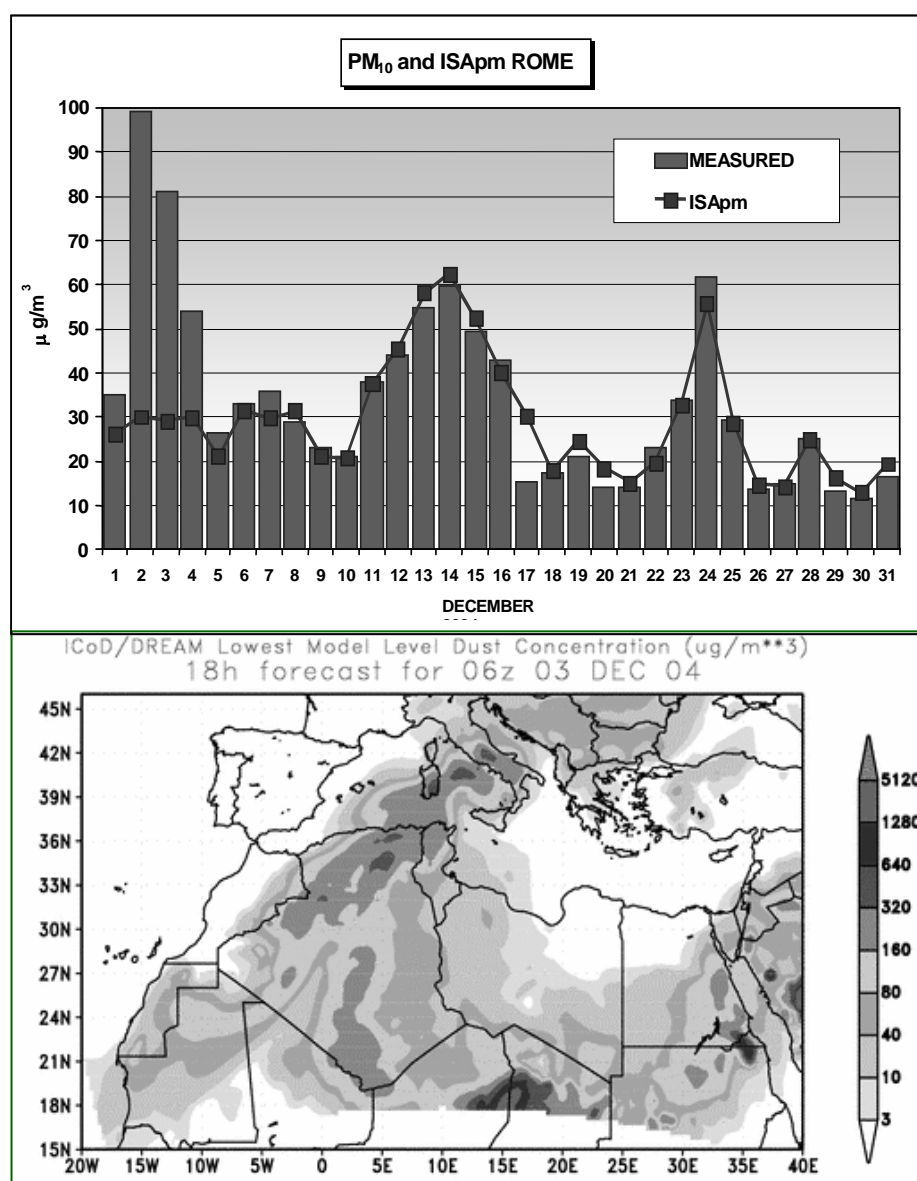 PM₁₀ and ISApm ROME
100
90
80
70
60
50
40
30
20
10
0
µ g/m ³
MEASURED
ISApm
1 2 3 4 5 6 7 8 9 10 11 12 13 14 15 16 17 18 19 20 21 22 23 24 25 26 27 28 29 30 31
DECEMBER
ICoD/DREAM Lowest Model Level Dust Concentration (ug/m**3)
18h forecast for 06z 03 DEC 04
45N
42N
39N
36N
33N
30N
27N
24N
21N
18N
15N
20W 15W 10W 5W 0 5E 10E 15E 20E 25E 30E 35E 40E
5120
1280
640
320
160
80
40
10
3